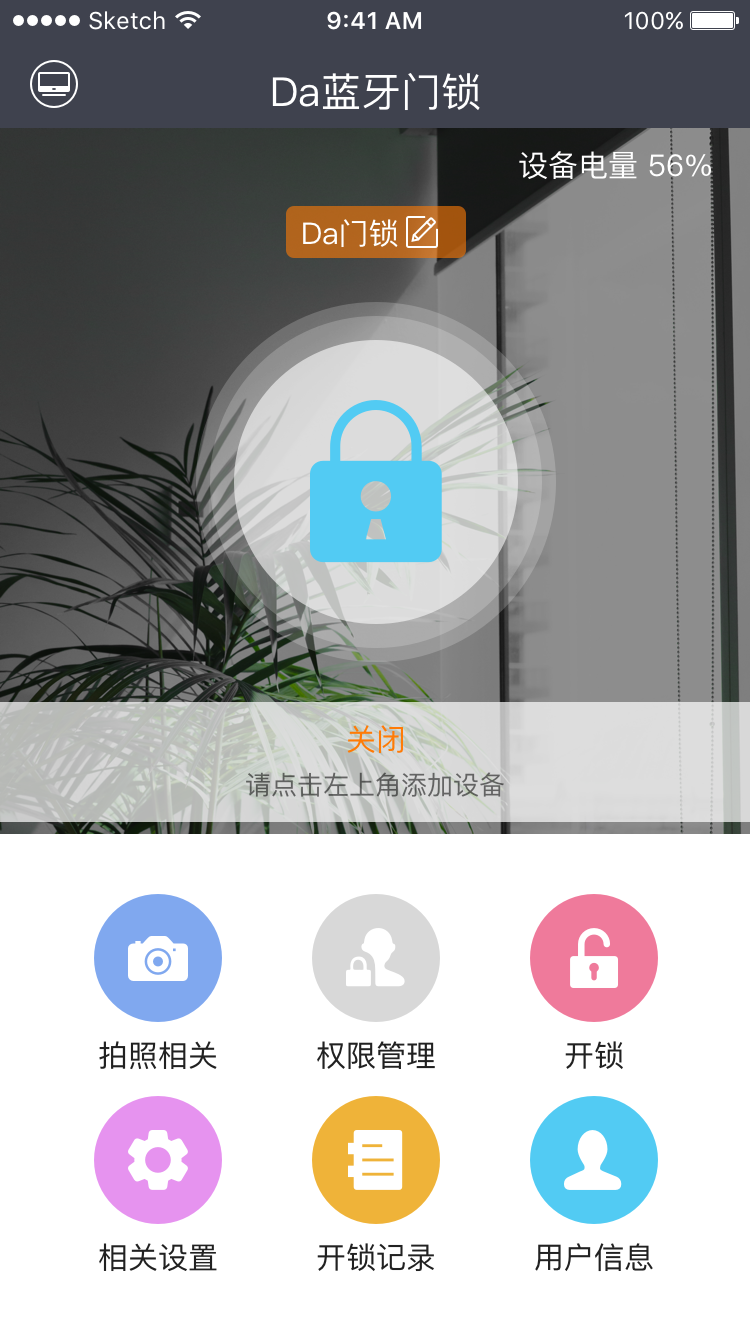 Sketch 9:41 AM 100%
Da蓝牙门锁
设备电量 56%
Da门锁
关闭
请点击左上角添加设备
拍照相关 权限管理 开锁
相关设置 开锁记录 用户信息